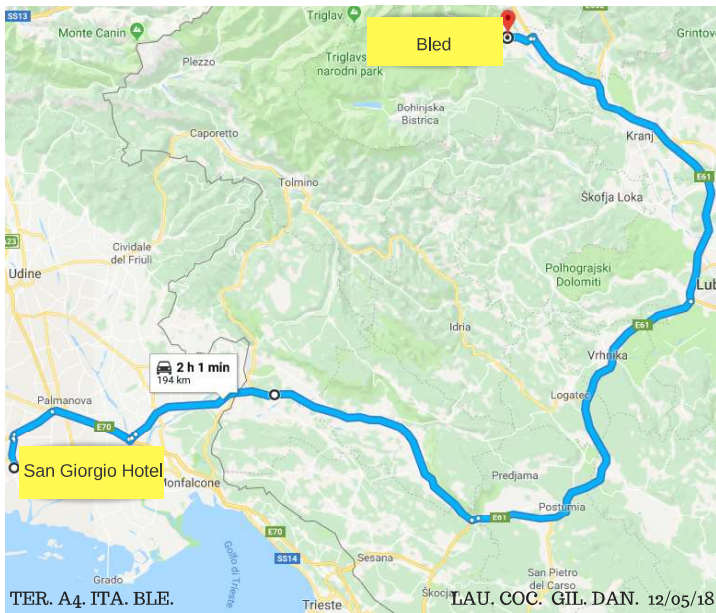 SS13
Triglav
Monte Canin
Bled
Grintov
Plezzo
Triglavs
narodni park
Bohinjska
Bistrica
Kranj
Caporetto
E61
Tolmino
Škofja Loka
Cividale
del Friuli
E23
Udine
Polhograjski
Dolomiti
Lub
Idria
E61
Vrhnika
2 h 1 min
194 km
Logatec
Palmanova
E70
San Giorgio Hotel
Monfalcone
Predjama
Postumia
E61
E70
Golfo di Trieste
SS14
Sesana
San Pietro
del Carso
Grado
Škocja
Trieste
TER. A4. ITA. BLE.
LAU. COC. GIL. DAN. 12/05/18